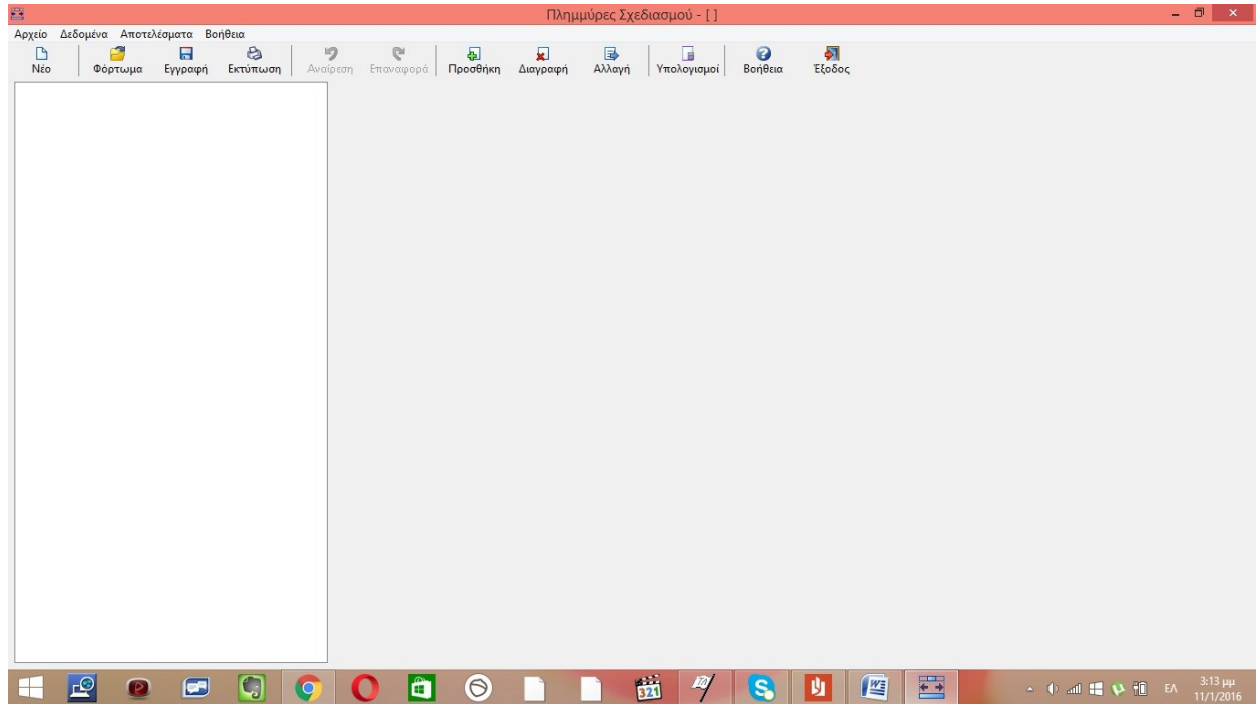 Πλημμύρες Σχεδιασμού - [ ]
Αρχείο Δεδομένα Αποτελέσματα Βοήθεια
Νέο Φόρτωμα Εγγραφή Εκτύπωση Αναίρεση Επαναφορά Προσθήκη Διαγραφή Αλλαγή Υπολογισμοί Βοήθεια Έξοδος
321
ΕΛ
3:13 μμ
11/1/2016